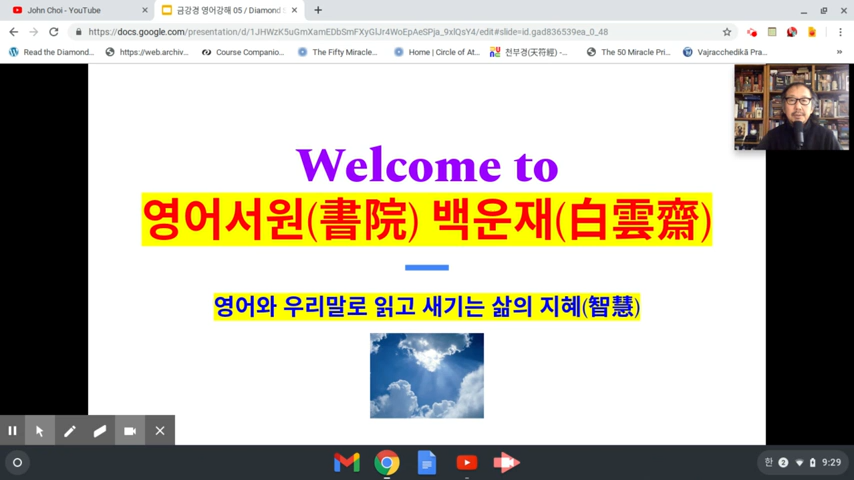 John Choi - YouTube
금강경 영어강해 05 / Diamond
https://docs.google.com/presentation/d/1JHWzK5uGmXamEDbSmFXyGlJr4WoEpAeSPja_9xlQsY4/edit#slide=id.gad836539ea_0_48
Read the Diamond...
https://web.archiv...
Course Companio...
The Fifty Miracle...
Home | Circle of At...
천부경(天符經) -...
The 50 Miracle Pri...
Vajracchedikā Pra...
Welcome to
영어서원(書院) 백운재(白雲齋)
영어와 우리말로 읽고 새기는 삶의 지혜(智慧)
한 2 9:29